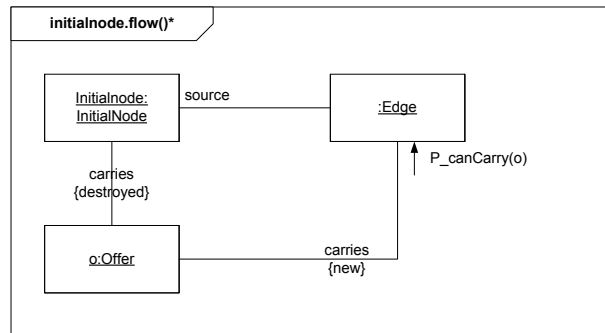 initialnode.flow()*
Initialnode:
InitialNode
source
:Edge
P_canCarry(o)
carries
{destroyed}
o:Offer
carries
{new}